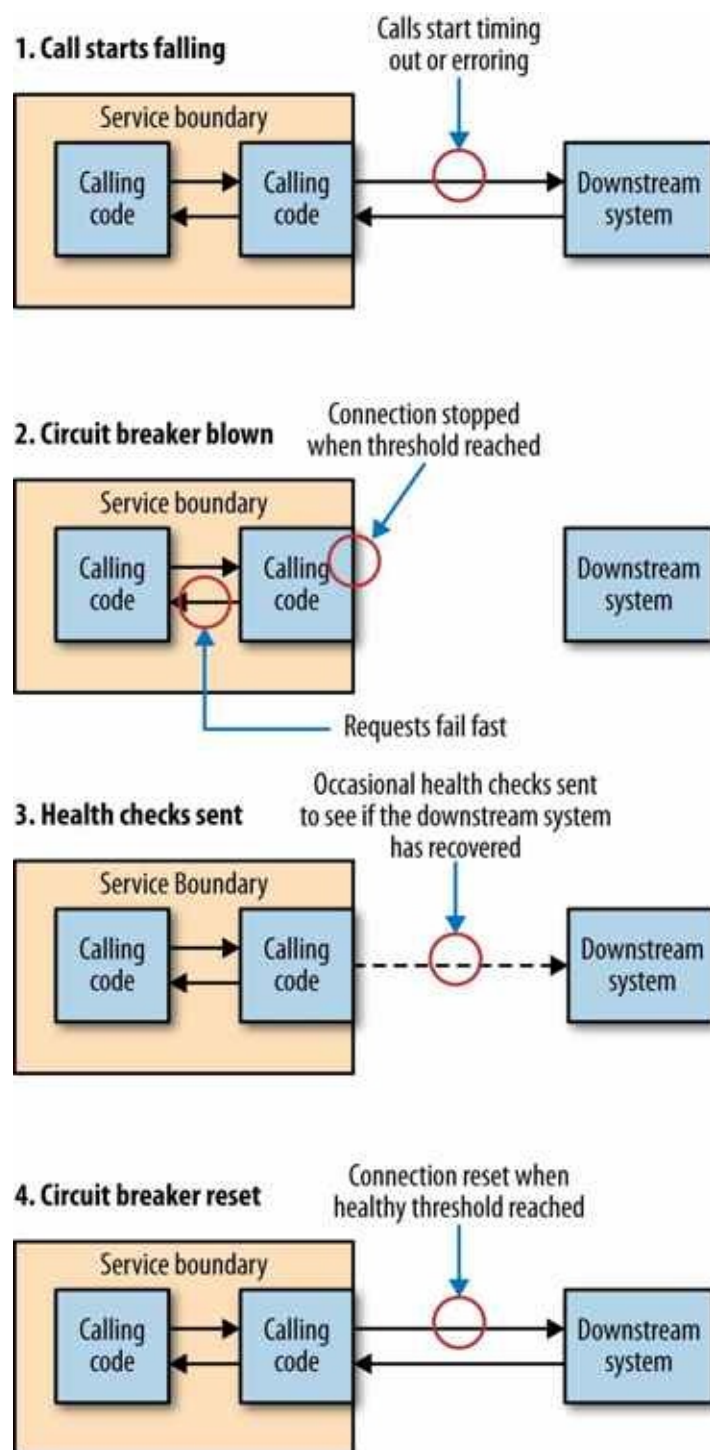 1. Call starts falling
Calls start timing
out or erroring
Service boundary
Calling
code
Calling
code
Downstream
system
2. Circuit breaker blown
Connection stopped
when threshold reached
Service boundary
Calling
code
Calling
code
Downstream
system
Requests fail fast
3. Health checks sent
Occasional health checks sent
to see if the downstream system
has recovered
Service Boundary
Calling
code
Calling
code
Downstream
system
4. Circuit breaker reset
Connection reset when
healthy threshold reached
Service boundary
Calling
code
Calling
code
Downstream
system